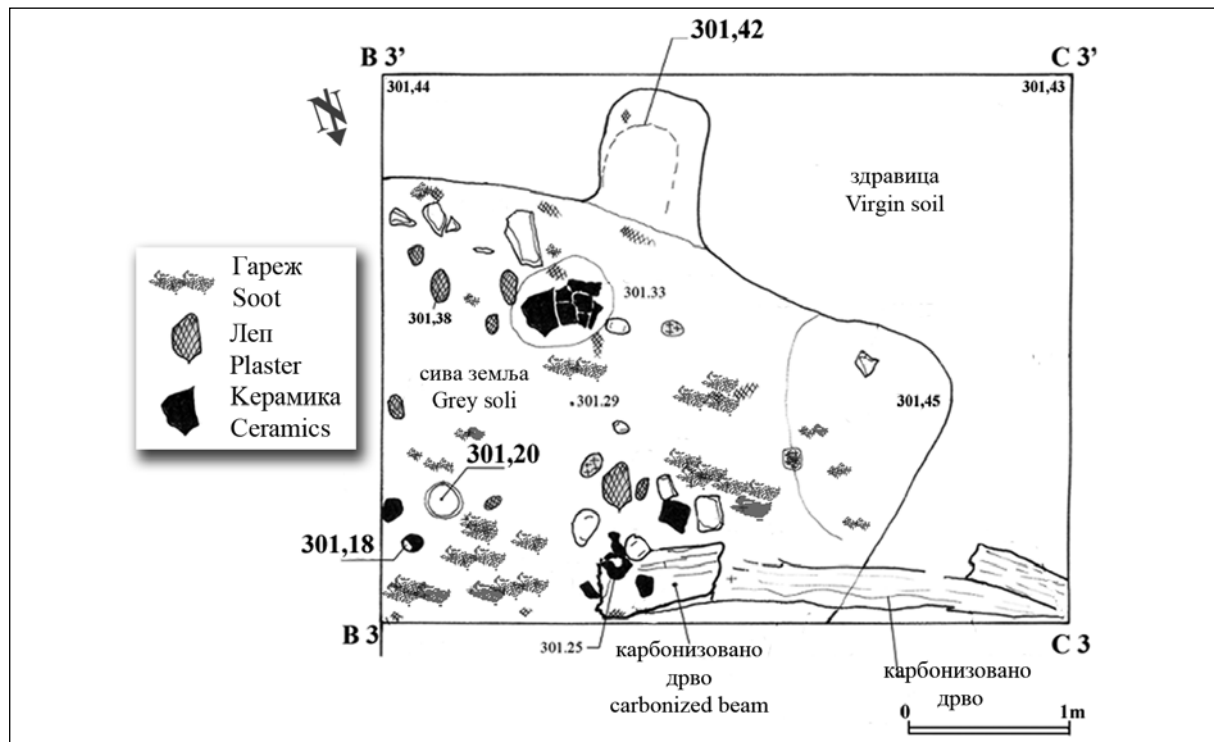 301,42
B 3’
C 3’
301,44
301,43
N
здравица
Virgin soil
Гареж
Soot
Леп
Plaster
Керамика
Ceramics
301.33
301,38
сива земља
Grey soli
301.29
301,45
301,20
301,18
B 3
C 3
301.25
карбонизовано
дрво
carbonized beam
карбонизовано
дрво
0 1m